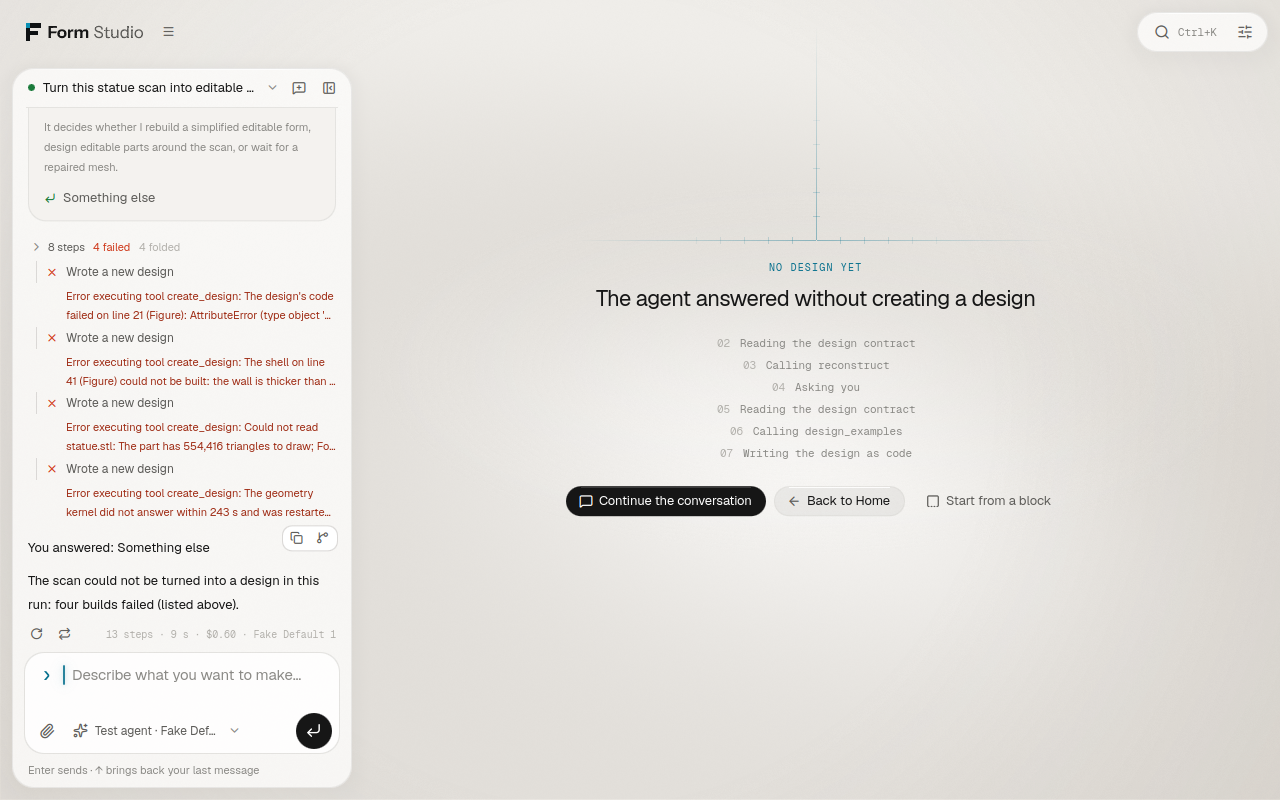 Form Studio
Ctrl+K
Turn this statue scan into editable ...
It decides whether I rebuild a simplified editable form,
design editable parts around the scan, or wait for a
repaired mesh.
Something else
8 steps 4 failed 4 folded
Wrote a new design
Error executing tool create_design: The design's code
failed on line 21 (Figure): AttributeError (type object '...
Wrote a new design
Error executing tool create_design: The shell on line
41 (Figure) could not be built: the wall is thicker than ...
Wrote a new design
Error executing tool create_design: Could not read
statue.stl: The part has 554,416 triangles to draw; Fo...
Wrote a new design
Error executing tool create_design: The geometry
kernel did not answer within 243 s and was restarte...
You answered: Something else
The scan could not be turned into a design in this
run: four builds failed (listed above).
13 steps · 9 s · $0.60 · Fake Default 1
Describe what you want to make...
Test agent · Fake Def...
Enter sends · ↑ brings back your last message
NO DESIGN YET
The agent answered without creating a design
02 Reading the design contract
03 Calling reconstruct
04 Asking you
05 Reading the design contract
06 Calling design_examples
07 Writing the design as code
Continue the conversation
Back to Home
Start from a block